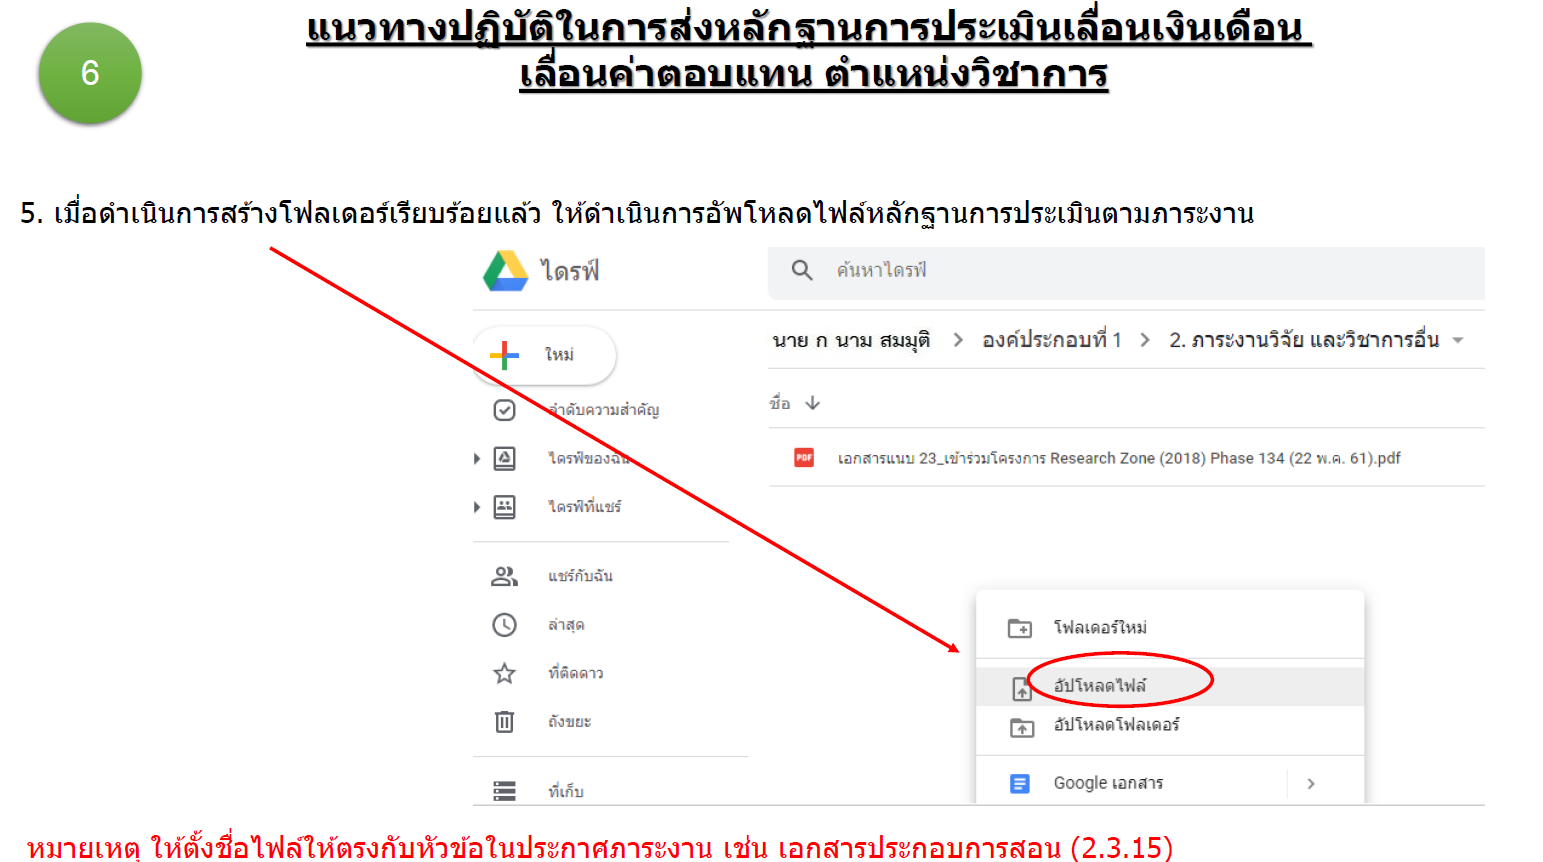 6
แนวทางปฏิบัติในการส่งหลักฐานการประเมินเลื่อนเงินเดือน
เลื่อนค่าตอบแทน ตำแหน่งวิชาการ
5. เมื่อดำเนินการสร้างโฟลเดอร์เรียบร้อยแล้ว ให้ดำเนินการอัพโหลดไฟล์หลักฐานการประเมินตามภาระงาน
ไดรฟ์
ค้นหาไดรฟ์
ใหม่
นาย ก นาม สมมุติ > องค์ประกอบที่ 1 > 2. ภาระงานวิจัย และวิชาการอื่น
ชื่อ
ลำดับความสำคัญ
ไดรฟ์ของฉัน
เอกสารแนบ 23_เข้าร่วมโครงการ Research Zone (2018) Phase 134 (22 พ.ค. 61).pdf
ไดรฟ์ที่แชร์
แชร์กับฉัน
ล่าสุด
ที่ติดดาว
ถังขยะ
ที่เก็บ
โฟลเดอร์ใหม่
อัปโหลดไฟล์
อัปโหลดโฟลเดอร์
Google เอกสาร
หมายเหตุ ให้ตั้งชื่อไฟล์ให้ตรงกับหัวข้อในประกาศภาระงาน เช่น เอกสารประกอบการสอน (2.3.15)